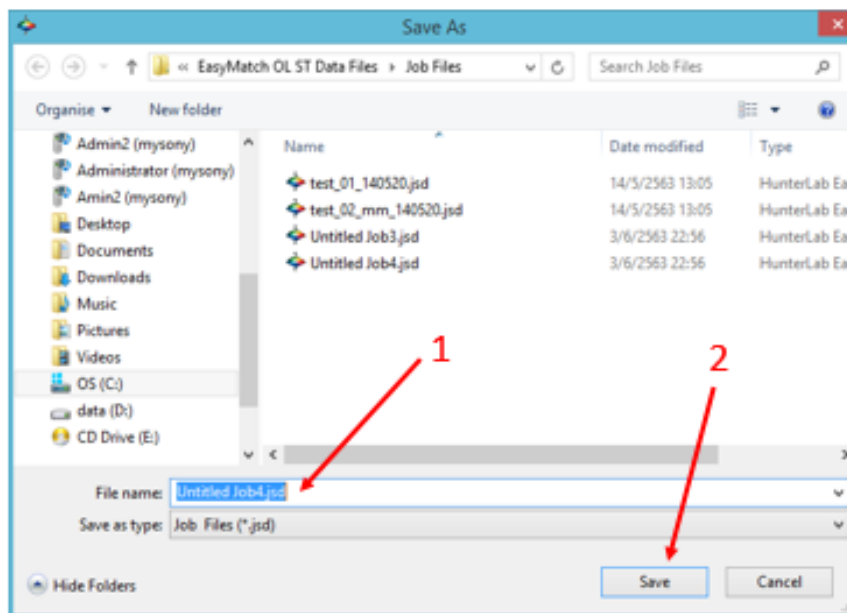 Save As
« EasyMatch OL ST Data Files › Job Files
Search Job Files
Organise
New folder
Name
Date modified
Type
Admin2 (mysony)
Administrator (mysony)
Amin2 (mysony)
Desktop
Documents
Downloads
Music
Pictures
Videos
OS (C:)
data (D:)
CD Drive (E:)
test_01_140520.jsd 14/5/2563 13:05 HunterLab Ea
test_02_mm_140520.jsd 14/5/2563 13:05 HunterLab Ea
Untitled Job3.jsd 3/6/2563 22:56 HunterLab Ea
Untitled Job4.jsd 3/6/2563 22:56 HunterLab Ea
1
2
File name: Untitled Job4.jsd
Save as type: Job Files (*.jsd)
Hide Folders
Save
Cancel